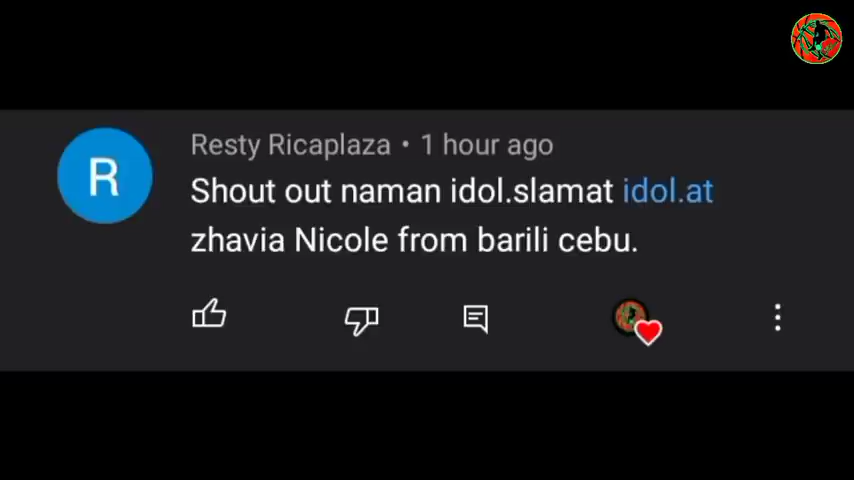 R
Resty Ricaplaza • 1 hour ago
Shout out naman idol.slamat idol.at
zhavia Nicole from barili cebu.